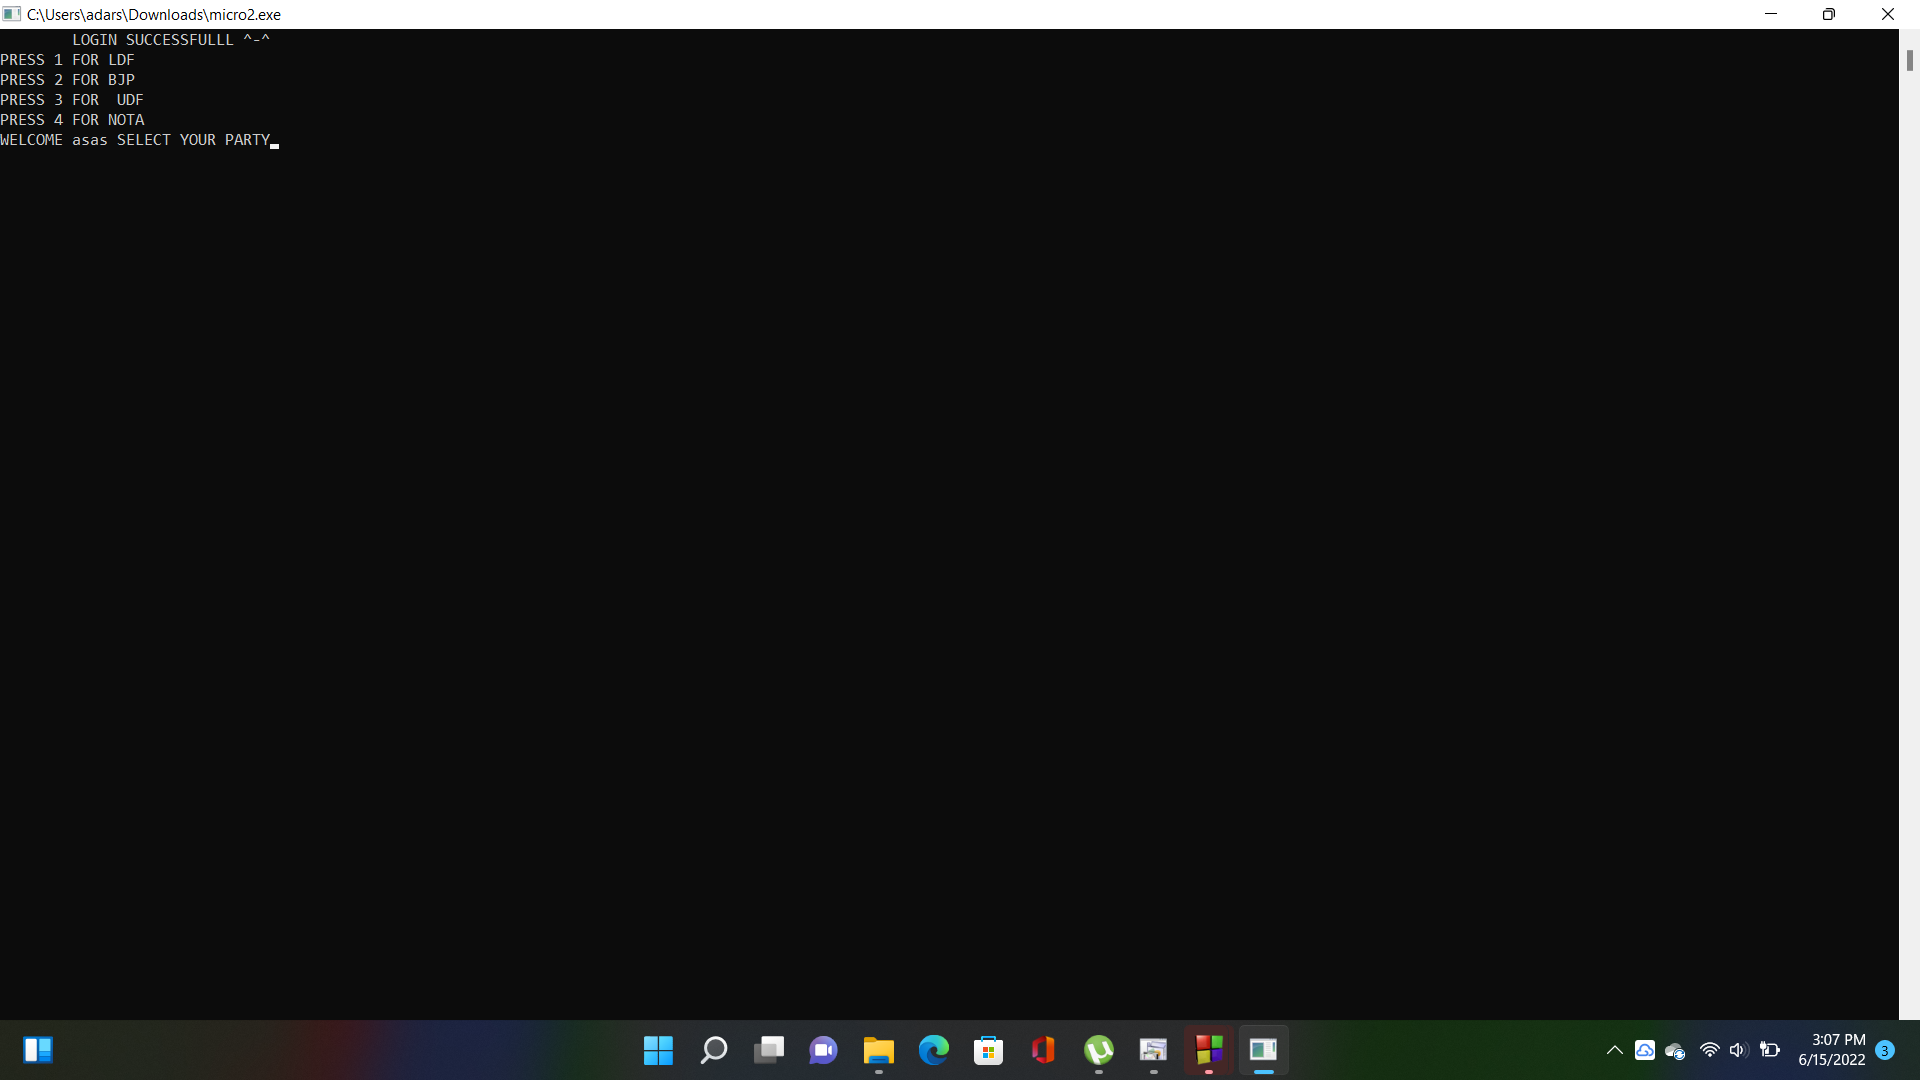 C:\Users\adars\Downloads\micro2.exe
LOGIN SUCCESSFULLL ^-^
PRESS 1 FOR LDF
PRESS 2 FOR BJP
PRESS 3 FOR  UDF
PRESS 4 FOR NOTA
WELCOME asas SELECT YOUR PARTY
3:07 PM
6/15/2022
3